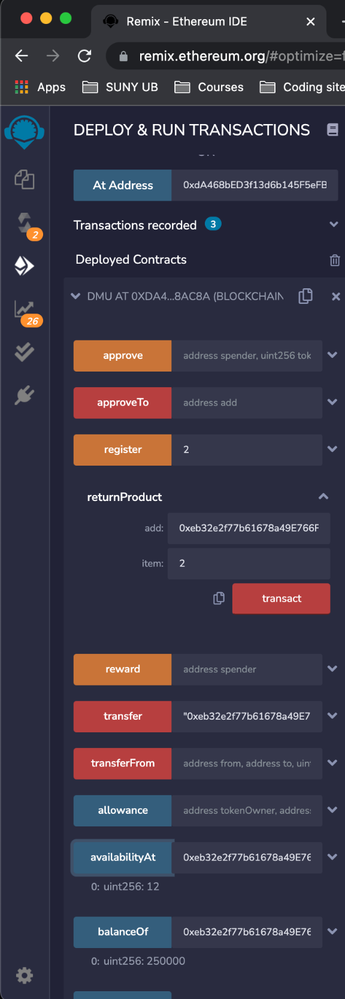 Remix - Ethereum IDE
remix.ethereum.org/#optimize=f
Apps SUNY UB Courses Coding site
DEPLOY & RUN TRANSACTIONS
At Address 0xdA468bED3f13d6b145F5eFB
Transactions recorded 3
2
Deployed Contracts
DMU AT 0XDA4...8AC8A (BLOCKCHAIN
26
approve address spender, uint256 tok
approveTo address add
register 2
returnProduct
add: 0xeb32e2f77b61678a49E766F
item: 2
transact
reward address spender
transfer "0xeb32e2f77b61678a49E7
transferFrom address from, address to, uin
allowance address tokenOwner, address
availabilityAt 0xeb32e2f77b61678a49E76
0: uint256: 12
balanceOf 0xeb32e2f77b61678a49E76
0: uint256: 250000